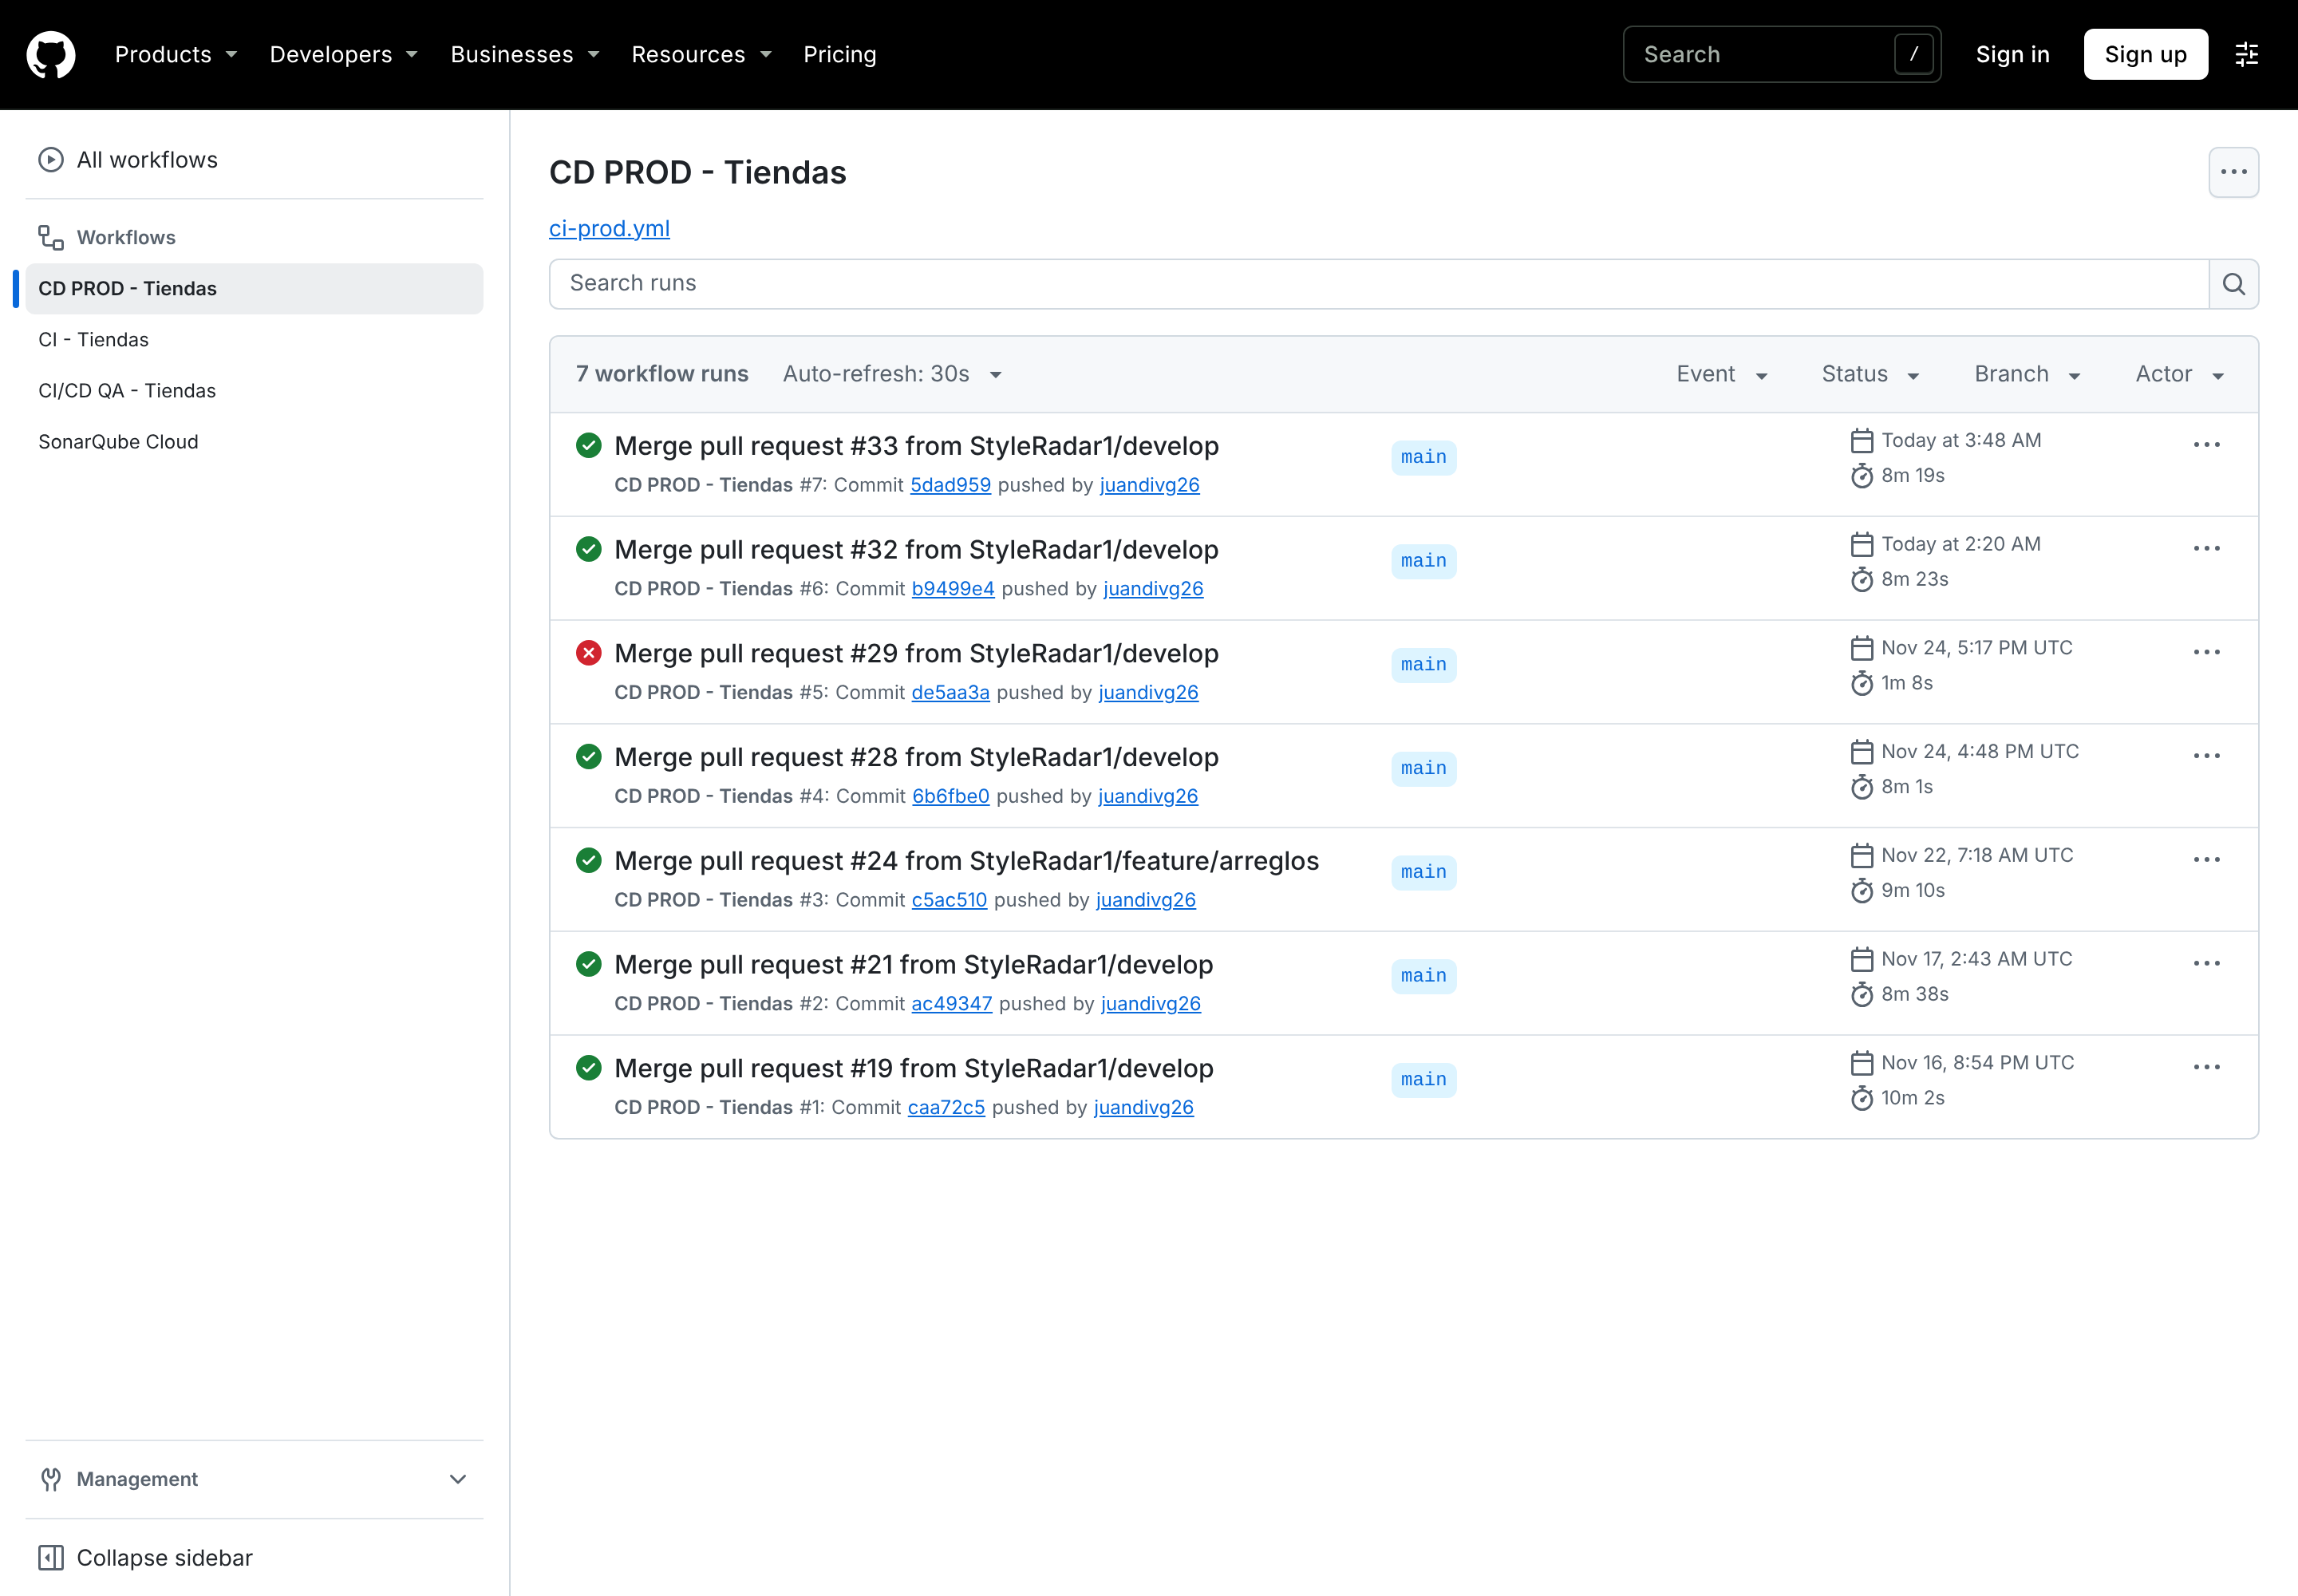 Products
Developers
Businesses
Resources
Pricing
Search
/
Sign in
Sign up
All workflows
Workflows
CD PROD - Tiendas
CI - Tiendas
CI/CD QA - Tiendas
SonarQube Cloud
Management
Collapse sidebar
CD PROD - Tiendas
ci-prod.yml
Search runs
7 workflow runs
Auto-refresh: 30s
Event
Status
Branch
Actor
Merge pull request #33 from StyleRadar1/develop
CD PROD - Tiendas #7: Commit 5dad959 pushed by juandivg26
main
Today at 3:48 AM
8m 19s
Merge pull request #32 from StyleRadar1/develop
CD PROD - Tiendas #6: Commit b9499e4 pushed by juandivg26
main
Today at 2:20 AM
8m 23s
Merge pull request #29 from StyleRadar1/develop
CD PROD - Tiendas #5: Commit de5aa3a pushed by juandivg26
main
Nov 24, 5:17 PM UTC
1m 8s
Merge pull request #28 from StyleRadar1/develop
CD PROD - Tiendas #4: Commit 6b6fbe0 pushed by juandivg26
main
Nov 24, 4:48 PM UTC
8m 1s
Merge pull request #24 from StyleRadar1/feature/arreglos
CD PROD - Tiendas #3: Commit c5ac510 pushed by juandivg26
main
Nov 22, 7:18 AM UTC
9m 10s
Merge pull request #21 from StyleRadar1/develop
CD PROD - Tiendas #2: Commit ac49347 pushed by juandivg26
main
Nov 17, 2:43 AM UTC
8m 38s
Merge pull request #19 from StyleRadar1/develop
CD PROD - Tiendas #1: Commit caa72c5 pushed by juandivg26
main
Nov 16, 8:54 PM UTC
10m 2s